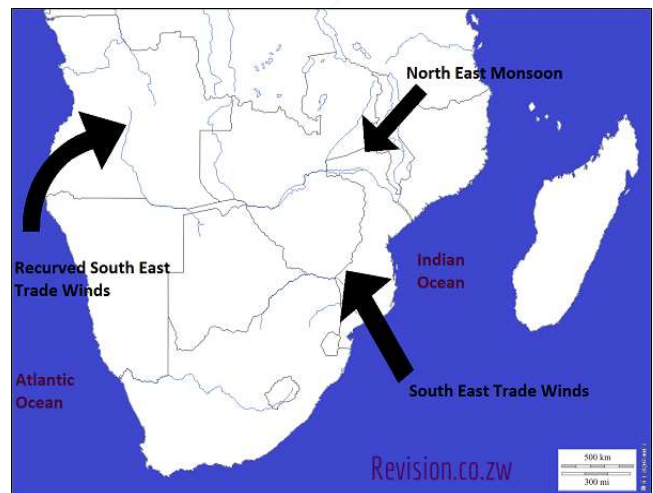 North East Monsoon
Recurved South East
Trade Winds
Indian
Ocean
Atlantic
Ocean
South East Trade Winds
Revision.co.zw
500 km
300 mi